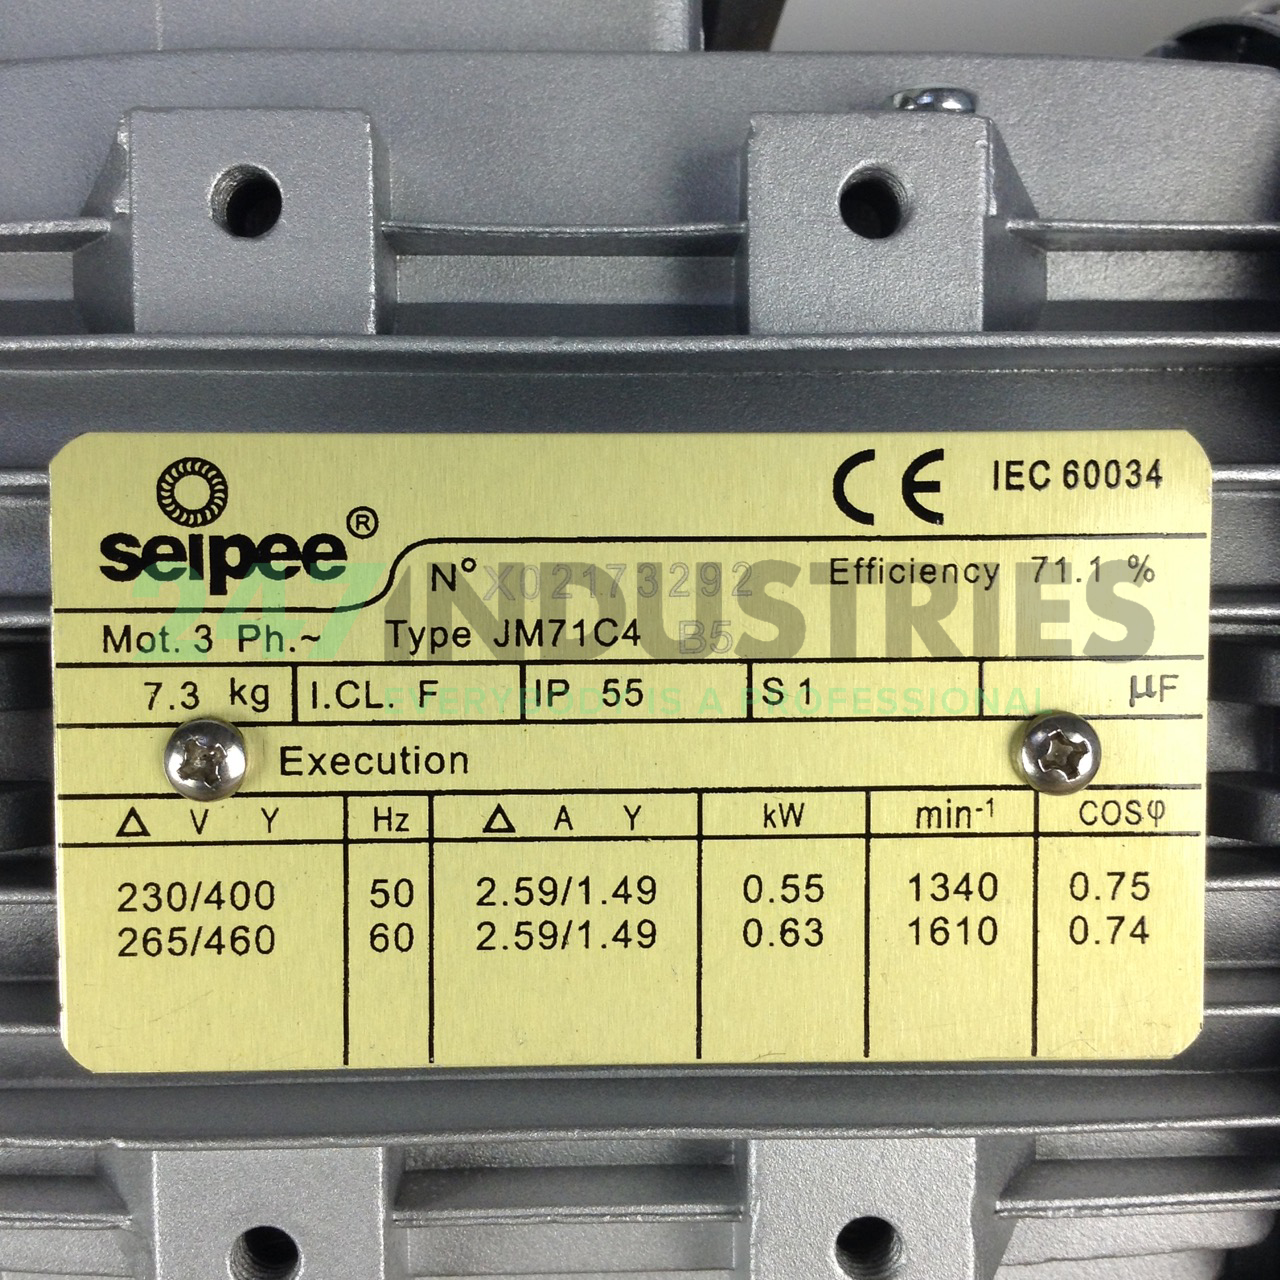 CE IEC 60034
seipee®
N° X02173292 Efficiency 71.1 %
Mot. 3 Ph.~ Type JM71C4 B5
7.3 kg I.CL. F IP 55 S1 µF
Execution
Δ V Y Hz Δ A Y kW min-1 COSφ
230/400 50 2.59/1.49 0.55 1340 0.75
265/460 60 2.59/1.49 0.63 1610 0.74
247 INDUSTRIES
EVERYBODY IS A PROFESSIONAL